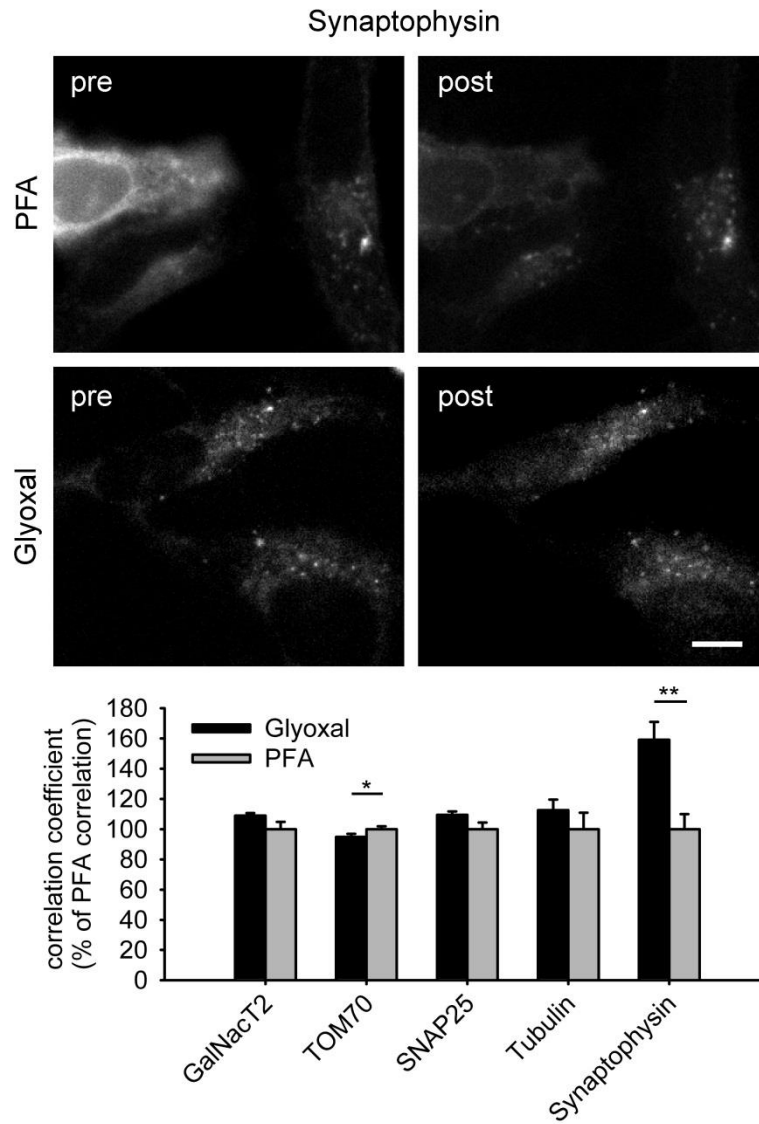 Synaptophysin
pre
post
PFA
pre
post
Glyoxal
correlation coefficient
(% of PFA correlation)
180
160
140
120
100
80
60
40
20
0
Glyoxal
PFA
*
**
GalNacT2
TOM70
SNAP25
Tubulin
Synaptophysin